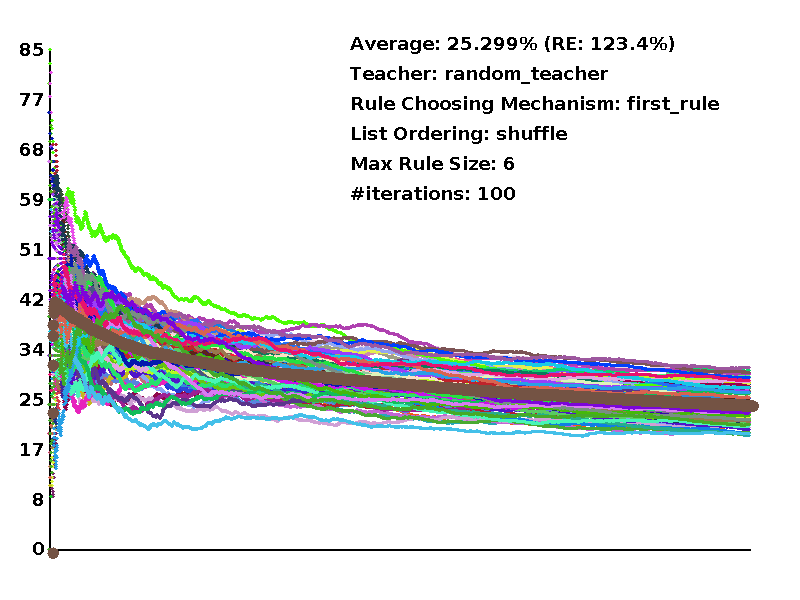 Average: 25.299% (RE: 123.4%)
Teacher: random_teacher
Rule Choosing Mechanism: first_rule
List Ordering: shuffle
Max Rule Size: 6
#iterations: 100
85
77
68
59
51
42
34
25
17
8
0